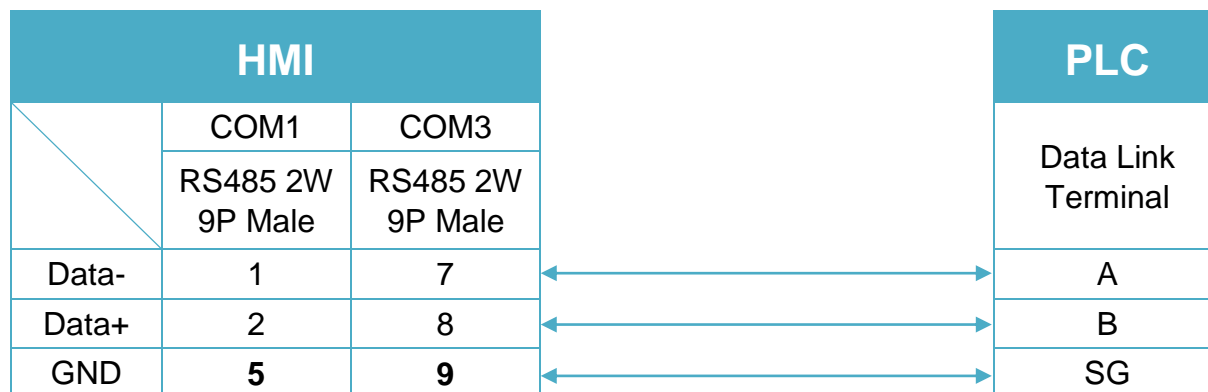 HMI
PLC
COM1
COM3
Data Link
Terminal
RS485 2W
9P Male
RS485 2W
9P Male
Data-
1
7
A
Data+
2
8
B
GND
5
9
SG